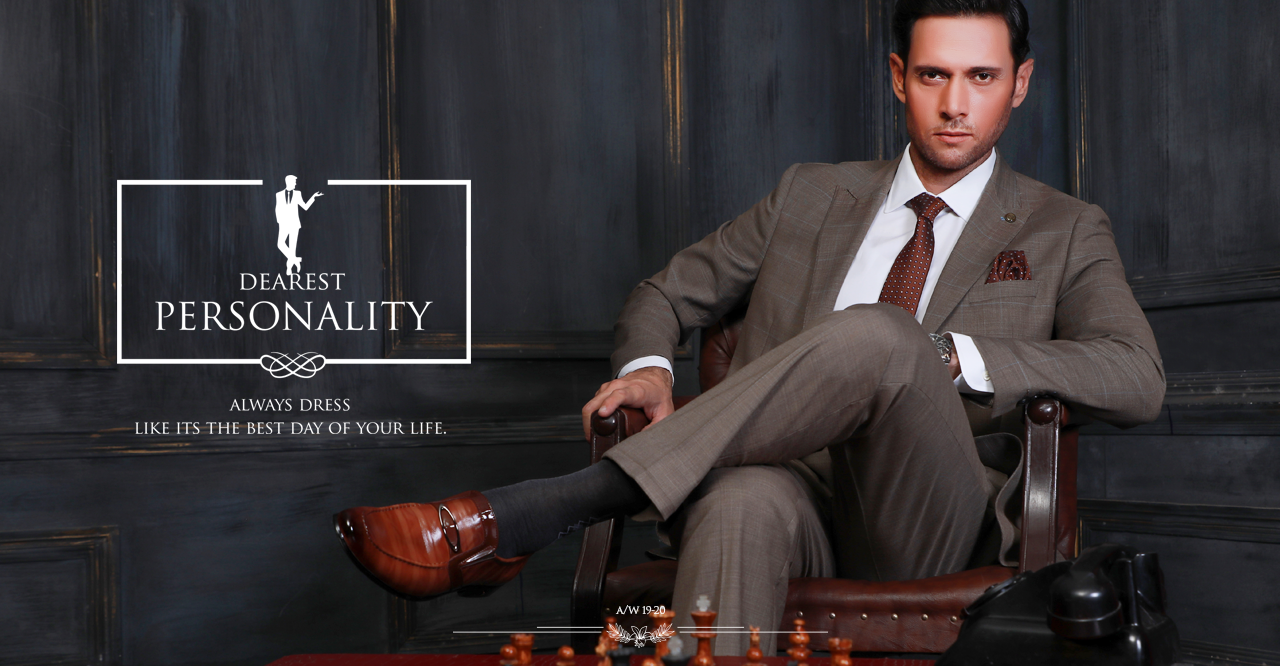 DEAREST
PERSONALITY
ALWAYS DRESS
LIKE ITS THE BEST DAY OF YOUR LIFE.
A/W 19-20